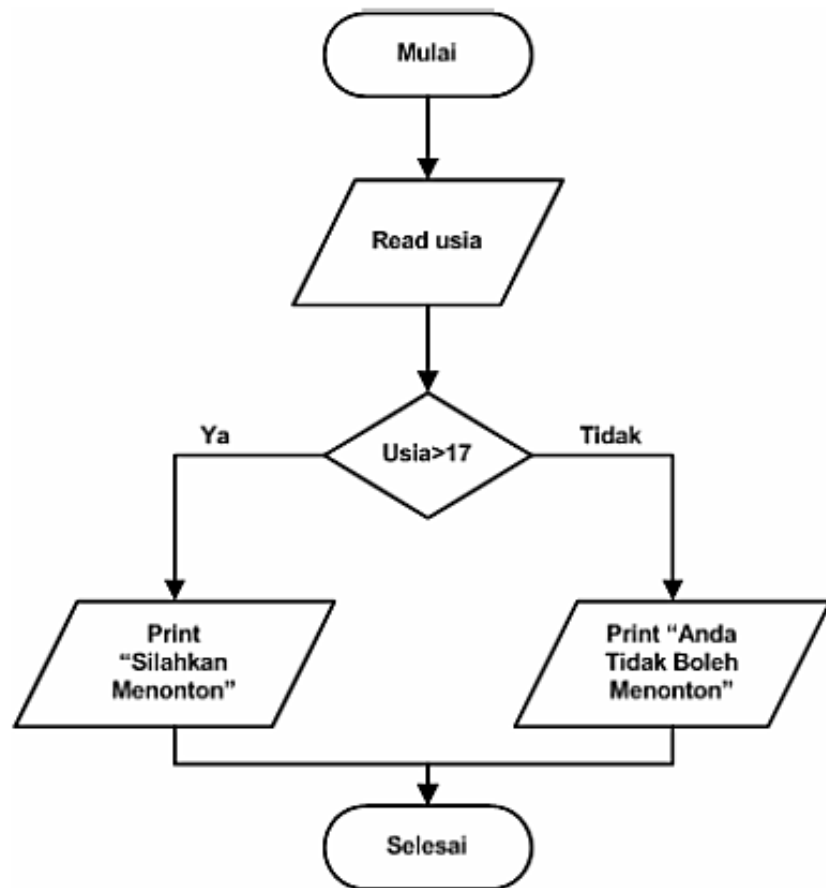 Mulai
Read usia
Usia>17
Ya
Tidak
Print
“Silahkan
Menonton”
Print “Anda
Tidak Boleh
Menonton”
Selesai